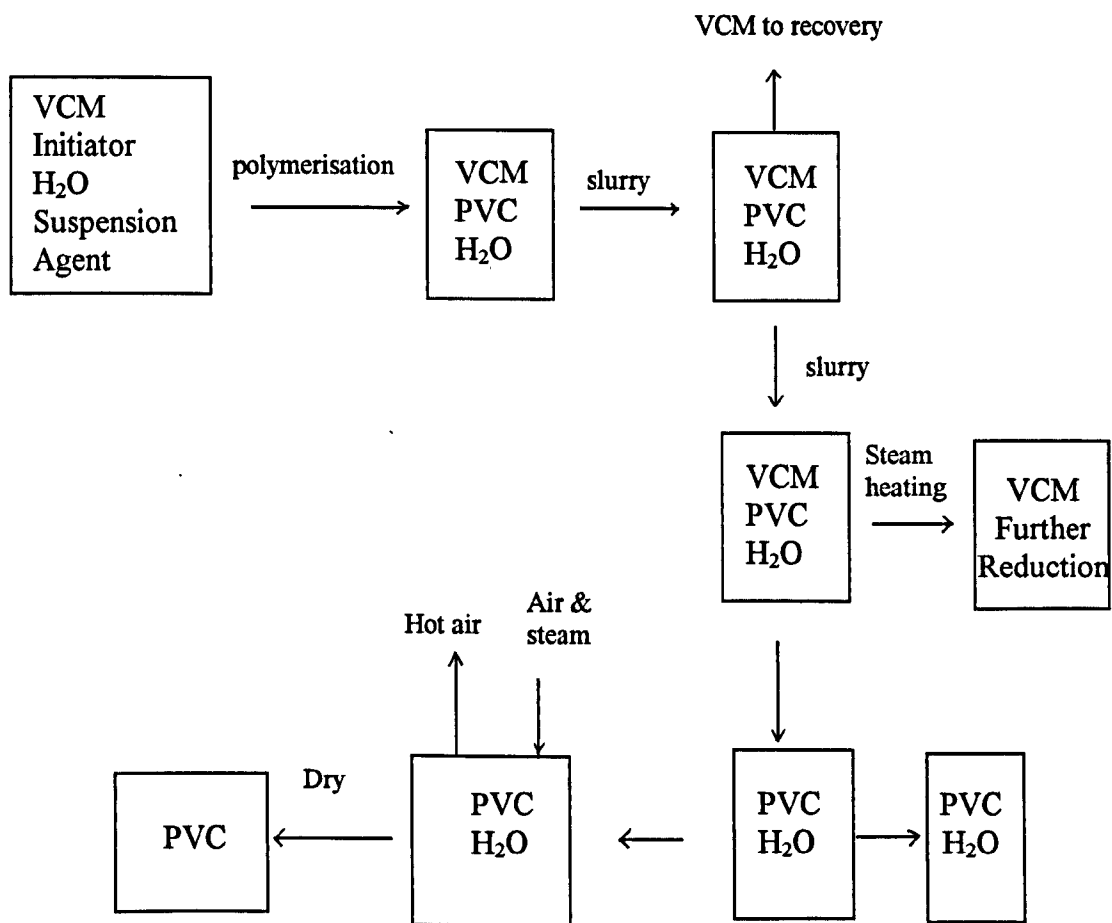 VCM to recovery
VCM
Initiator
H₂O
Suspension
Agent
polymerisation
VCM
PVC
H₂O
slurry
VCM
PVC
H₂O
slurry
VCM
PVC
H₂O
Steam
heating
VCM
Further
Reduction
Hot air
Air &
steam
PVC
Dry
PVC
H₂O
PVC
H₂O
PVC
H₂O